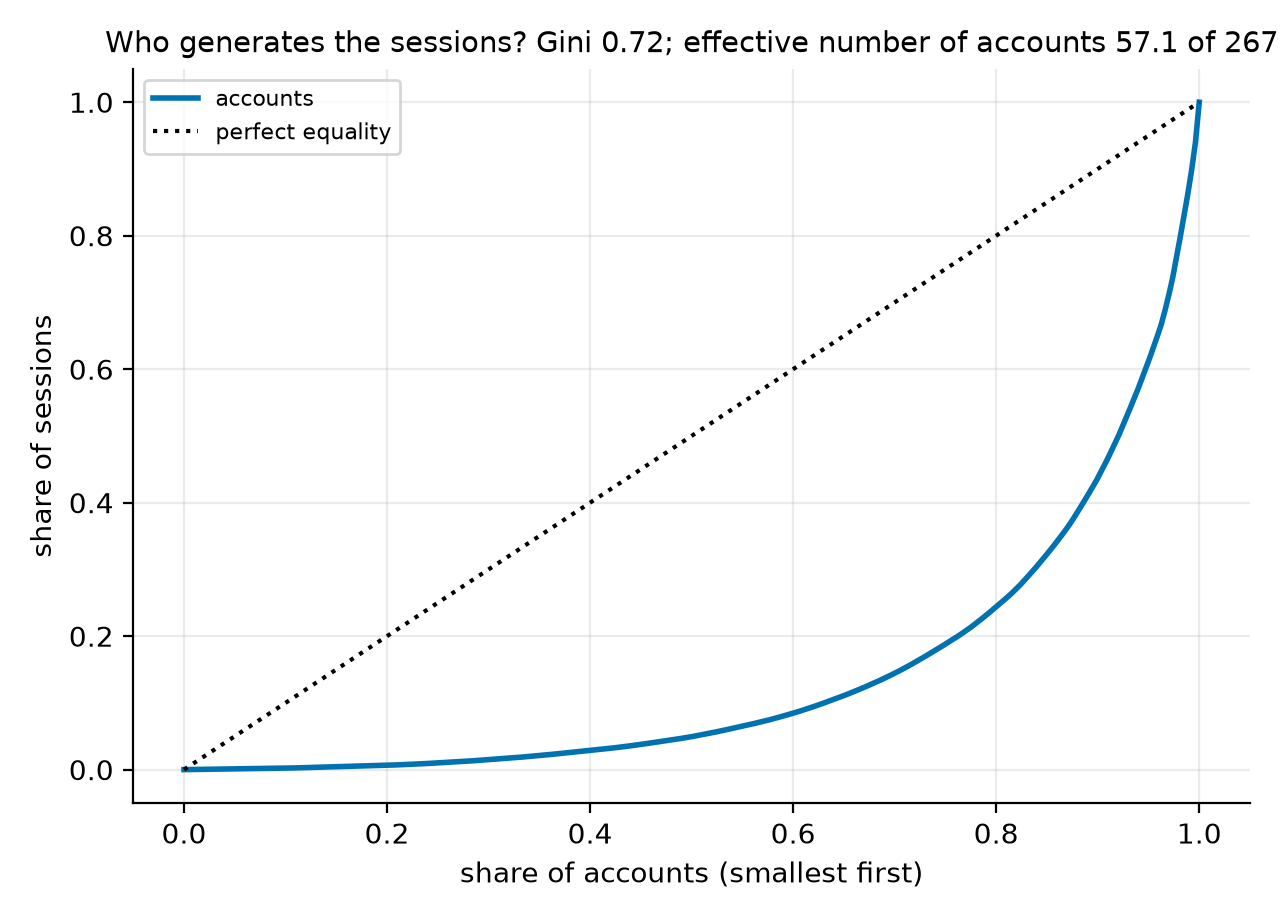 Who generates the sessions? Gini 0.72; effective number of accounts 57.1 of 267
accounts
perfect equality
1.0
0.8
0.6
0.4
0.2
0.0
share of sessions
0.0 0.2 0.4 0.6 0.8 1.0
share of accounts (smallest first)